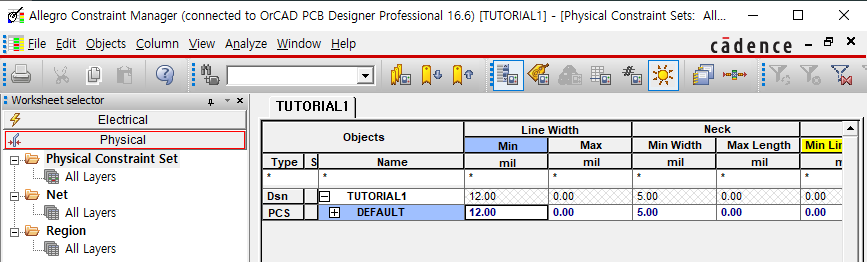 Allegro Constraint Manager (connected to OrCAD PCB Designer Professional 16.6) [TUTORIAL1] - [Physical Constraint Sets: All...
File Edit Objects Column View Analyze Window Help
cādence
Worksheet selector
Electrical
Physical
Physical Constraint Set
All Layers
Net
All Layers
Region
All Layers
TUTORIAL1
Objects Line Width Neck
Min Max Min Width Max Length Min Lin
Type S Name mil mil mil mil
* * * * * * *
Dsn TUTORIAL1 12.00 0.00 5.00 0.00 0.00
PCS DEFAULT 12.00 0.00 5.00 0.00 0.00